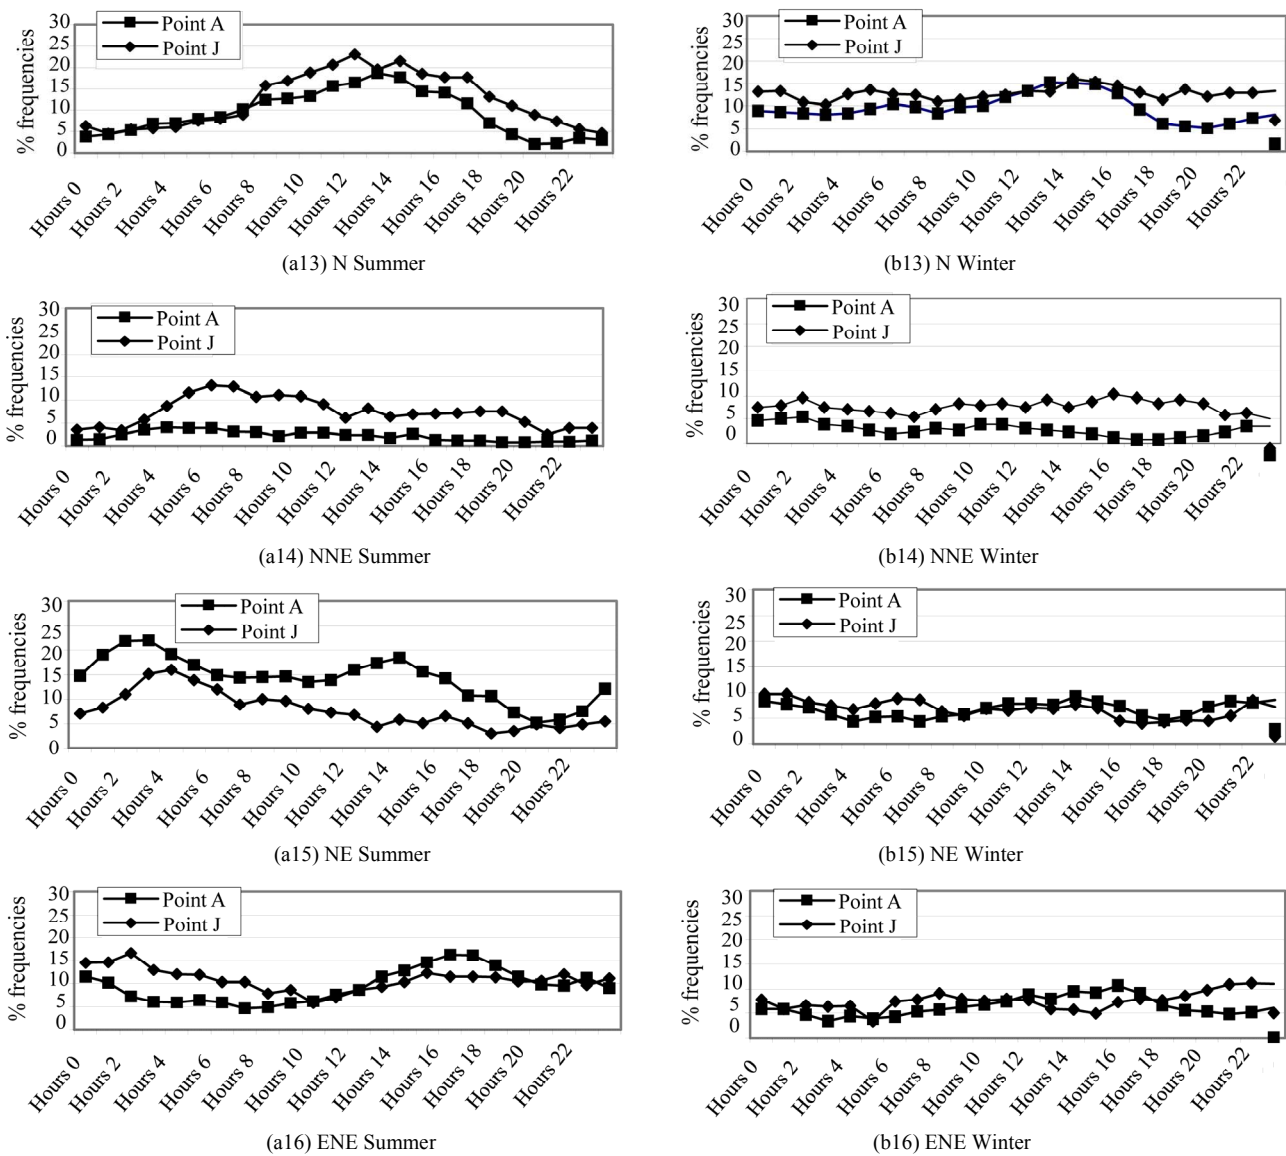 30
25
20
15
10
5
0
% frequencies
Point A
Point J
Hours 0
Hours 2
Hours 4
Hours 6
Hours 8
Hours 10
Hours 12
Hours 14
Hours 16
Hours 18
Hours 20
Hours 22
(a13) N Summer
30
25
20
15
10
5
0
% frequencies
Point A
Point J
Hours 0
Hours 2
Hours 4
Hours 6
Hours 8
Hours 10
Hours 12
Hours 14
Hours 16
Hours 18
Hours 20
Hours 22
(b13) N Winter
30
25
20
15
10
5
0
% frequencies
Point A
Point J
Hours 0
Hours 2
Hours 4
Hours 6
Hours 8
Hours 10
Hours 12
Hours 14
Hours 16
Hours 18
Hours 20
Hours 22
(a14) NNE Summer
30
25
20
15
10
5
0
% frequencies
Point A
Point J
Hours 0
Hours 2
Hours 4
Hours 6
Hours 8
Hours 10
Hours 12
Hours 14
Hours 16
Hours 18
Hours 20
Hours 22
(b14) NNE Winter
30
25
20
15
10
5
0
% frequencies
Point A
Point J
Hours 0
Hours 2
Hours 4
Hours 6
Hours 8
Hours 10
Hours 12
Hours 14
Hours 16
Hours 18
Hours 20
Hours 22
(a15) NE Summer
30
25
20
15
10
5
0
% frequencies
Point A
Point J
Hours 0
Hours 2
Hours 4
Hours 6
Hours 8
Hours 10
Hours 12
Hours 14
Hours 16
Hours 18
Hours 20
Hours 22
(b15) NE Winter
30
25
20
15
10
5
0
% frequencies
Point A
Point J
Hours 0
Hours 2
Hours 4
Hours 6
Hours 8
Hours 10
Hours 12
Hours 14
Hours 16
Hours 18
Hours 20
Hours 22
(a16) ENE Summer
30
25
20
15
10
5
0
% frequencies
Point A
Point J
Hours 0
Hours 2
Hours 4
Hours 6
Hours 8
Hours 10
Hours 12
Hours 14
Hours 16
Hours 18
Hours 20
Hours 22
(b16) ENE Winter